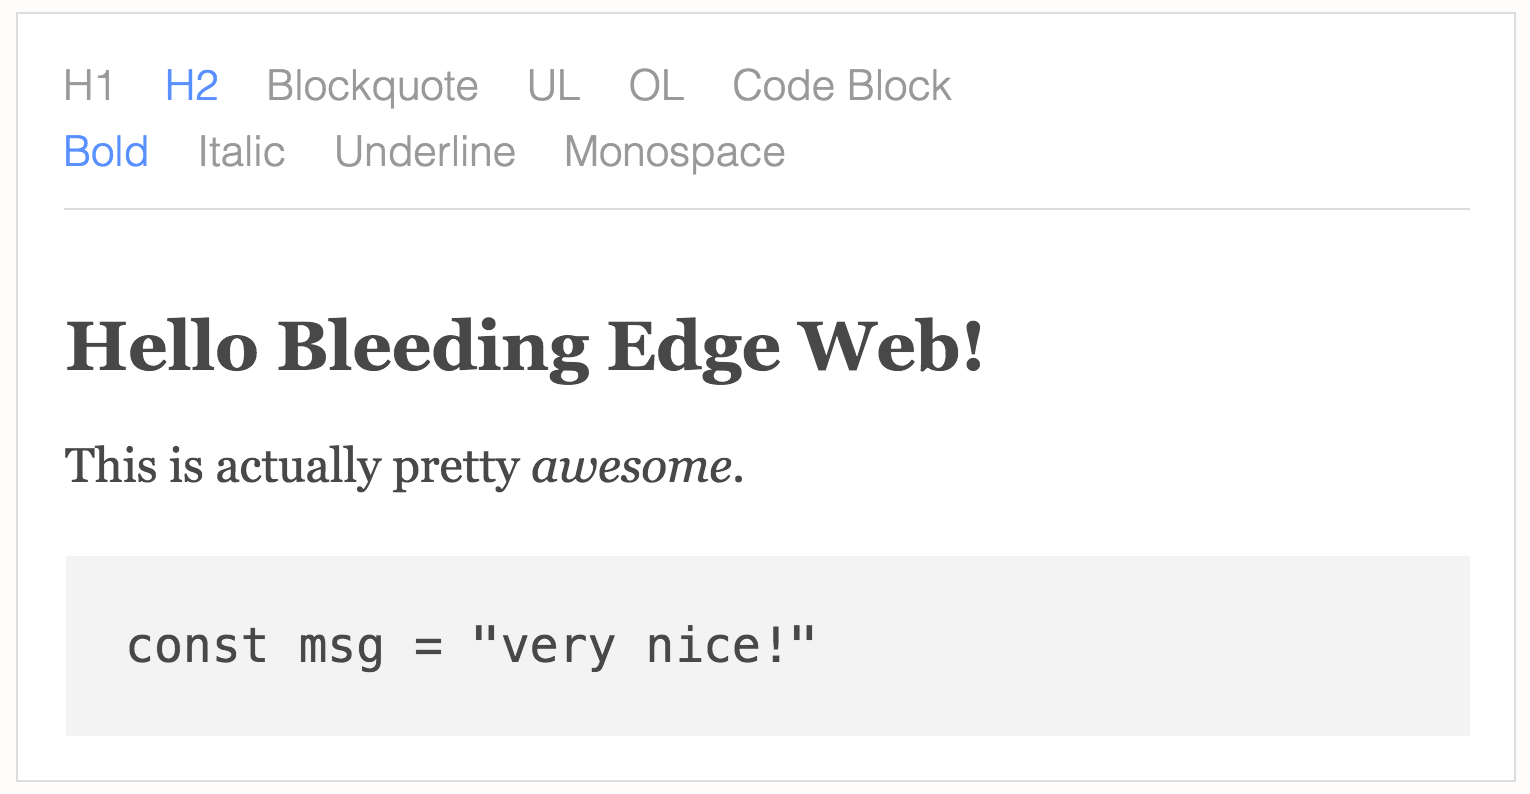 H1 H2 Blockquote UL OL Code Block
Bold Italic Underline Monospace
Hello Bleeding Edge Web!
This is actually pretty awesome.
const msg = "very nice!"